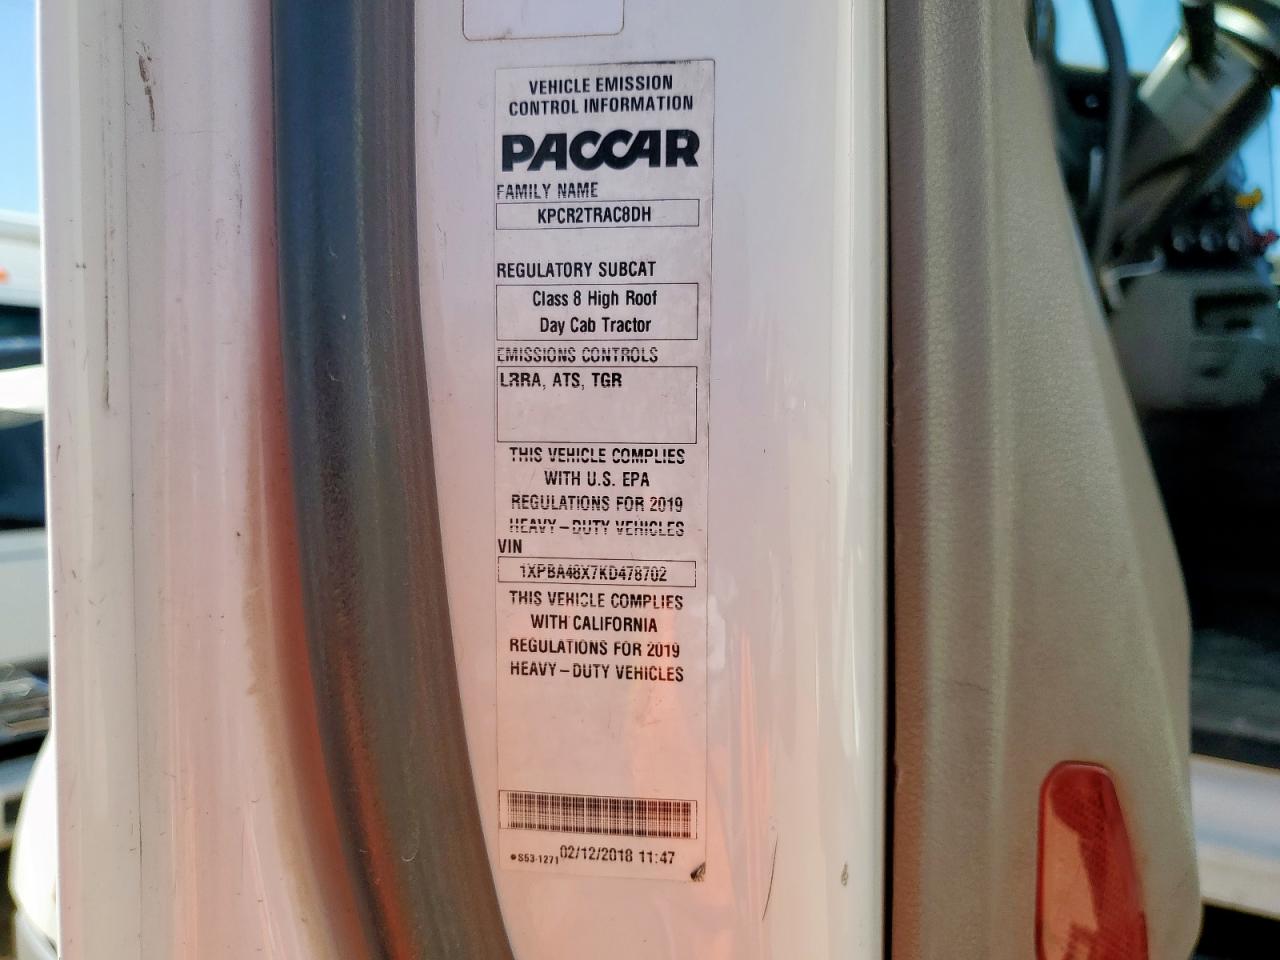 VEHICLE EMISSION
CONTROL INFORMATION
PACCAR
FAMILY NAME
KPCR2TRAC8DH
REGULATORY SUBCAT
Class 8 High Roof
Day Cab Tractor
EMISSIONS CONTROLS
LRRA, ATS, TGR
THIS VEHICLE COMPLIES
WITH U.S. EPA
REGULATIONS FOR 2019
HEAVY-DUTY VEHICLES
VIN
1XPBA48X7KD478702
THIS VEHICLE COMPLIES
WITH CALIFORNIA
REGULATIONS FOR 2019
HEAVY-DUTY VEHICLES
S53-1271 02/12/2018 11:47